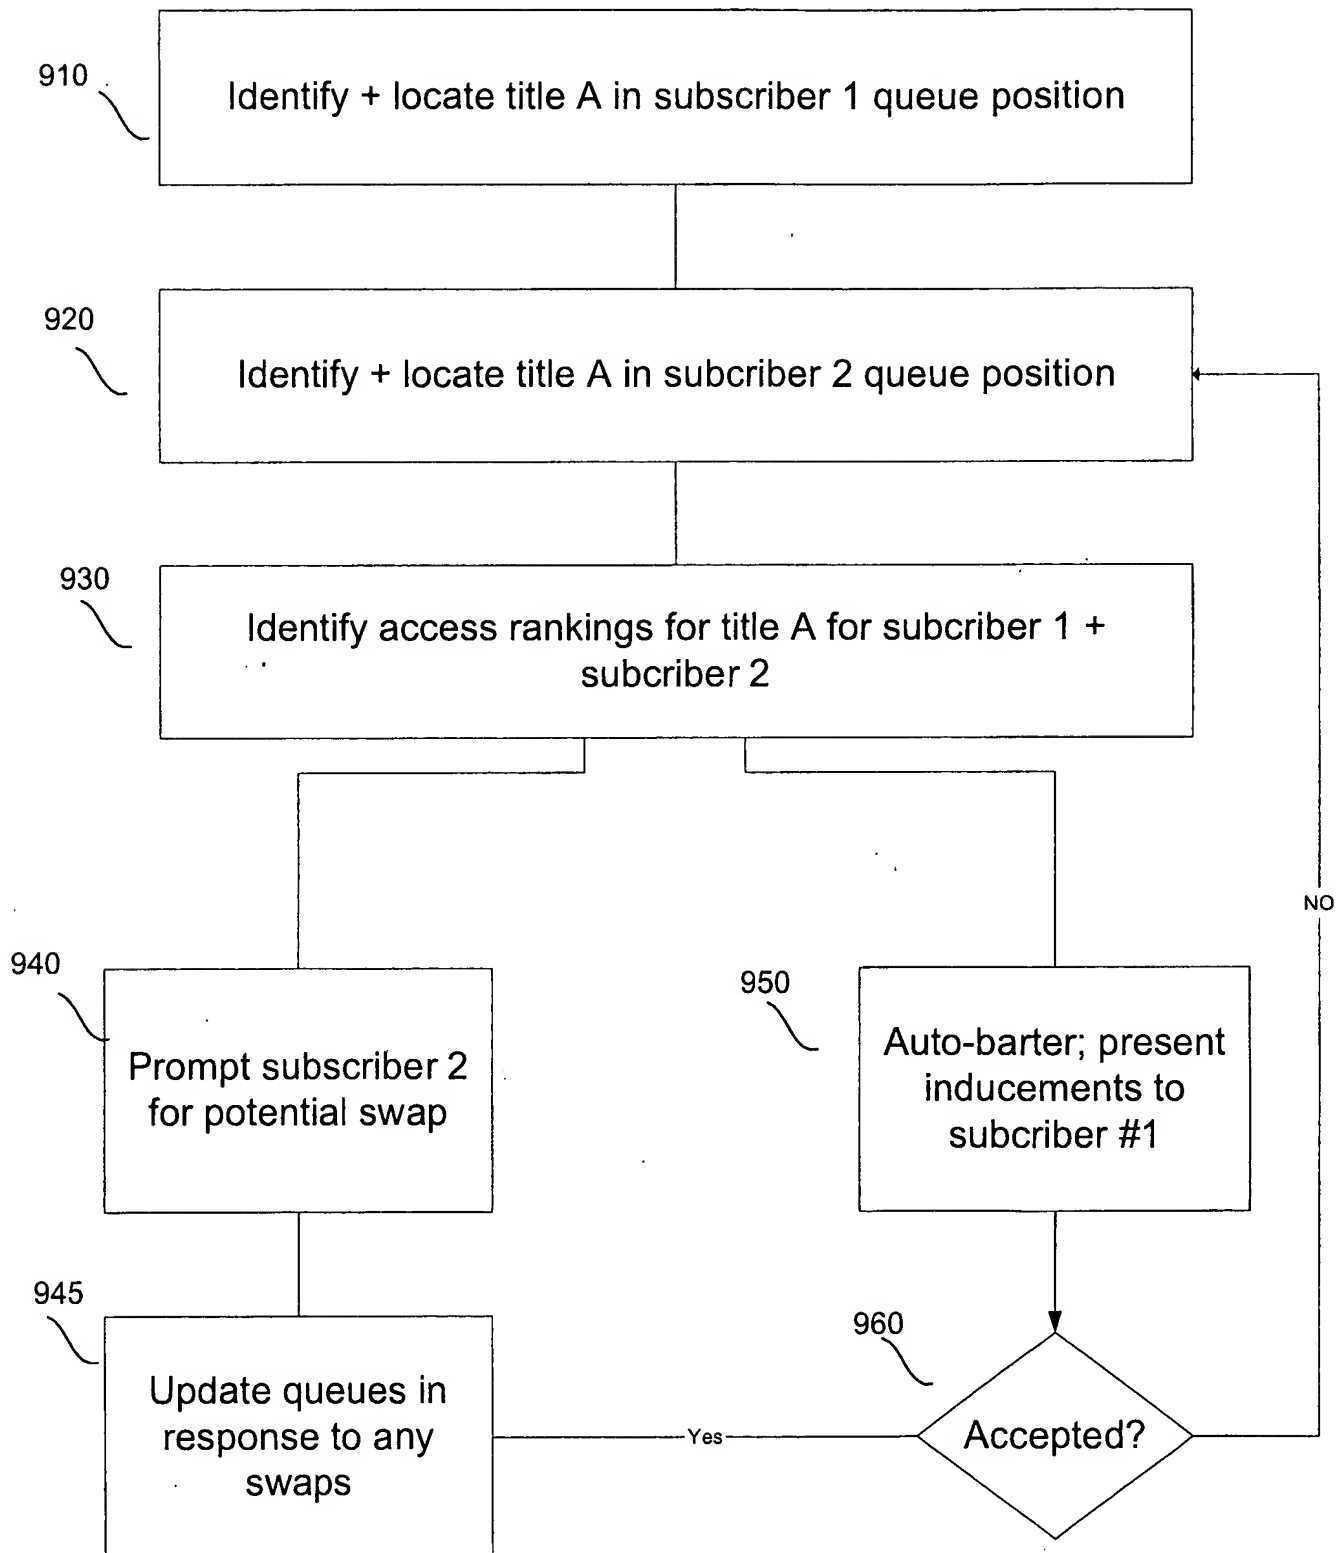 910
Identify + locate title A in subscriber 1 queue position
920
Identify + locate title A in subcriber 2 queue position
930
Identify access rankings for title A for subcriber 1 +
subcriber 2
NO
940
Prompt subscriber 2
for potential swap
950
Auto-barter; present
inducements to
subcriber #1
945
Update queues in
response to any
swaps
Yes
960
Accepted?